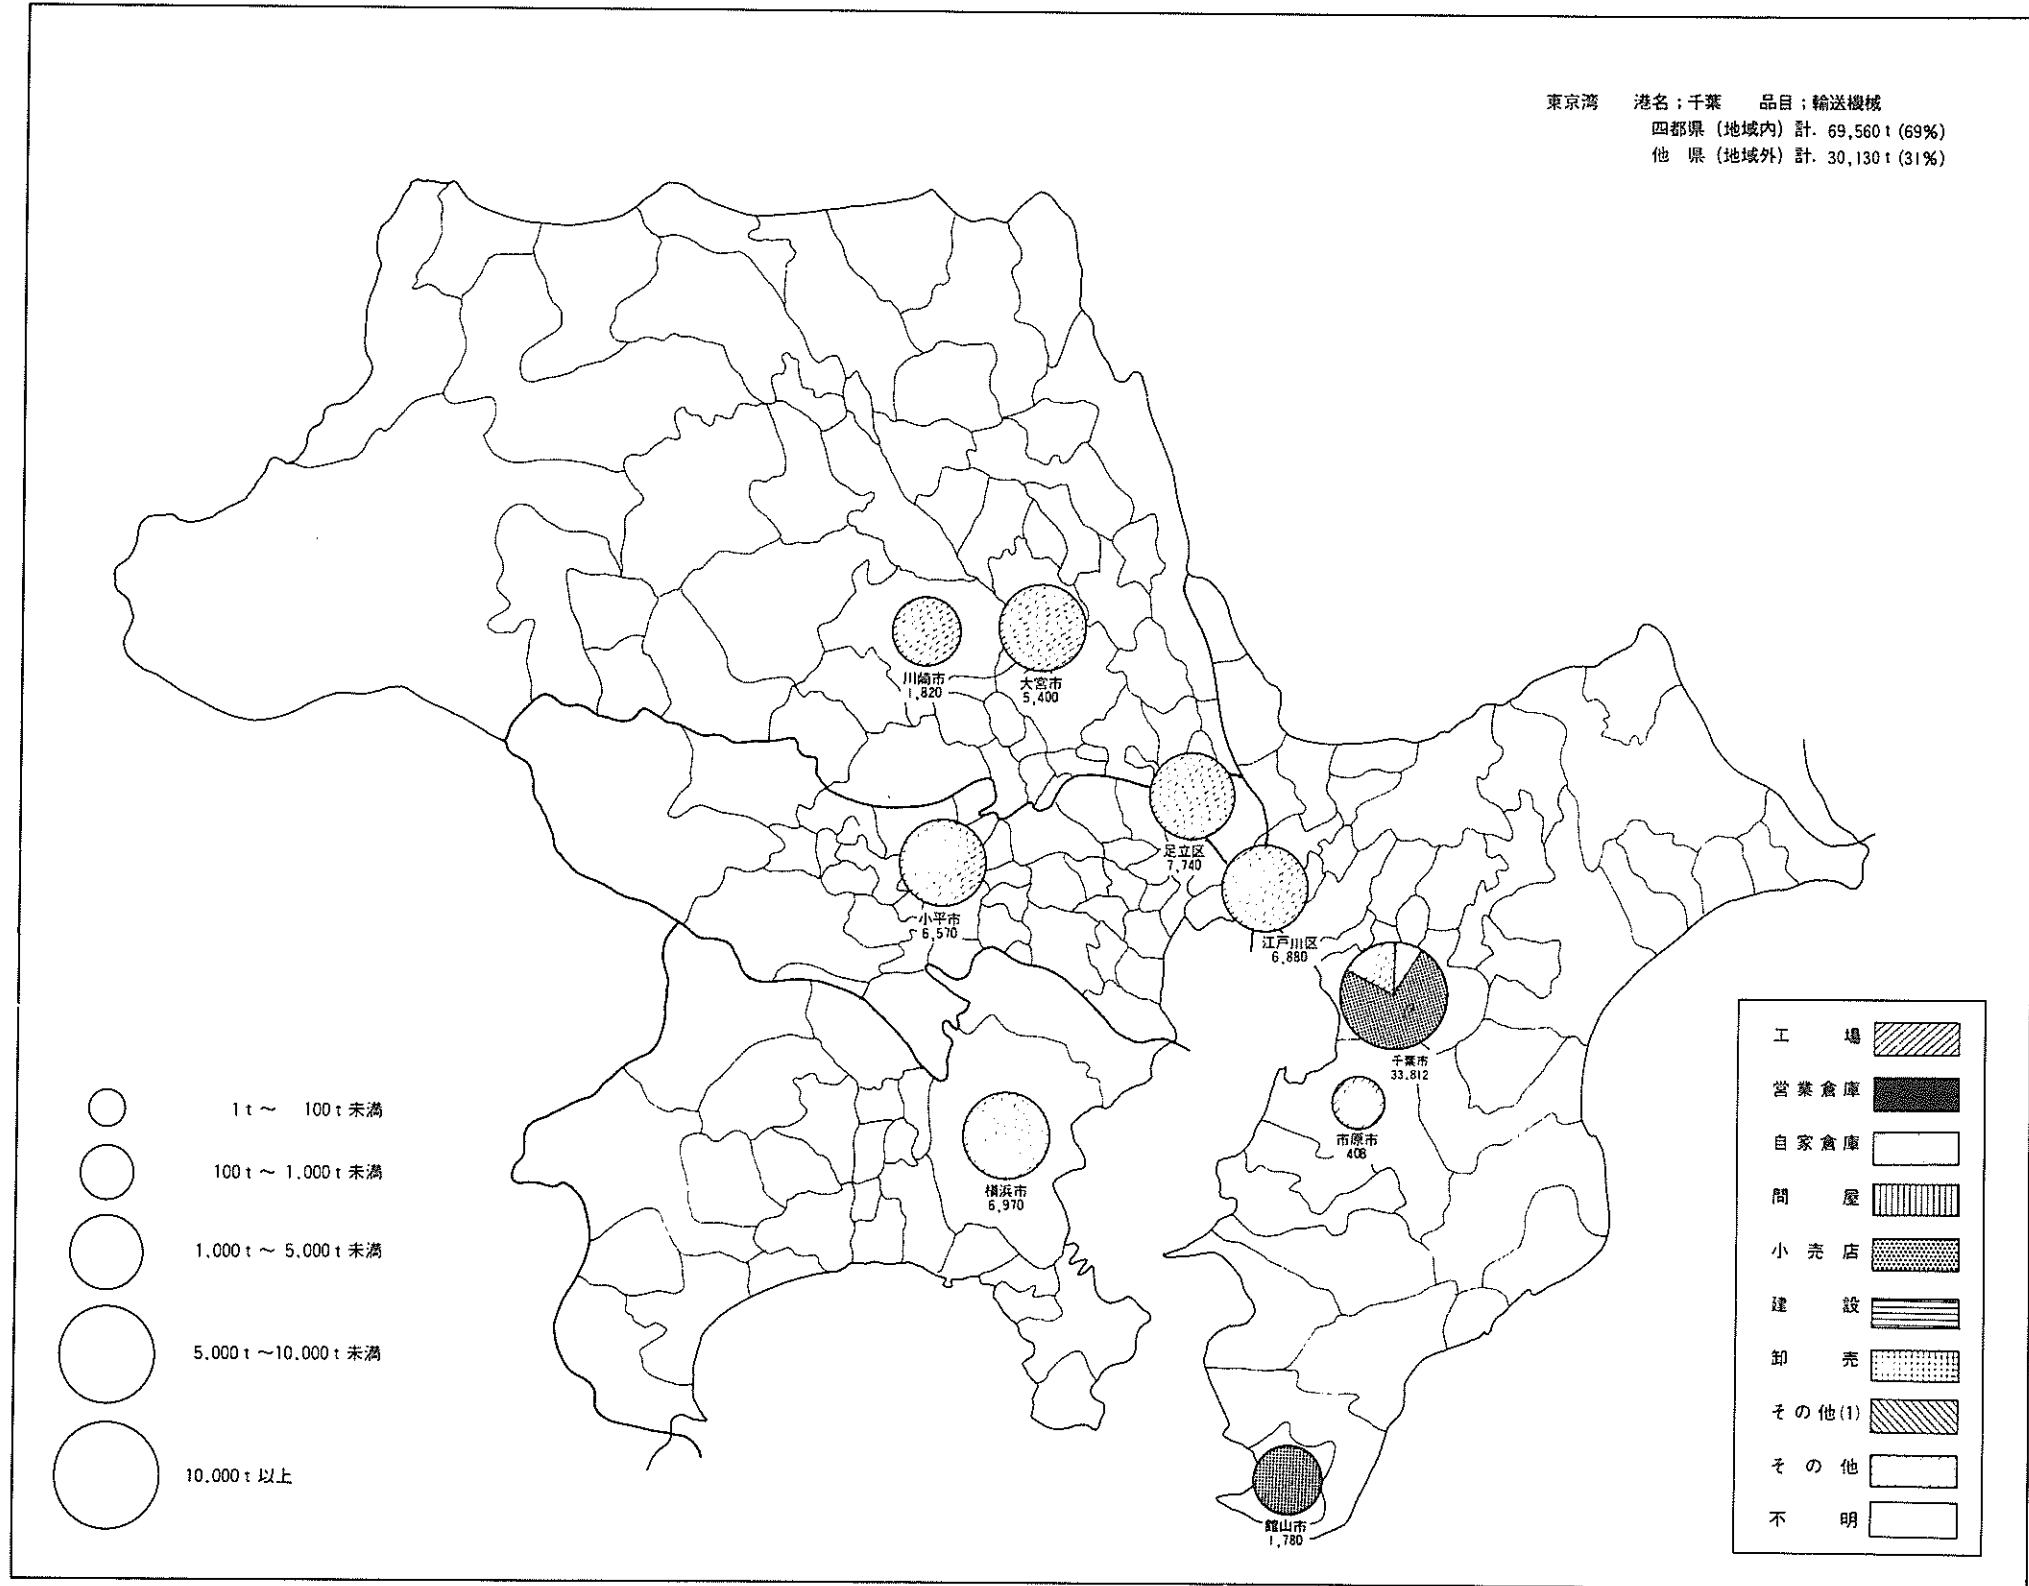 東京湾　港名；千葉　品目；輸送機械
四都県（地域内）計. 69,560 t (69%)
他　県（地域外）計. 30,130 t (31%)
川崎市
1,820
大宮市
5,400
足立区
7,740
小平市
6,570
江戸川区
6,880
千葉市
33.812
市原市
408
横浜市
6,970
館山市
1,780
1 t ～ 100 t 未満
100 t ～ 1.000 t 未満
1.000 t ～ 5.000 t 未満
5.000 t ～10.000 t 未満
10.000 t 以上
工場
営業倉庫
自家倉庫
問屋
小売店
建設
卸売
その他(1)
その他
不明